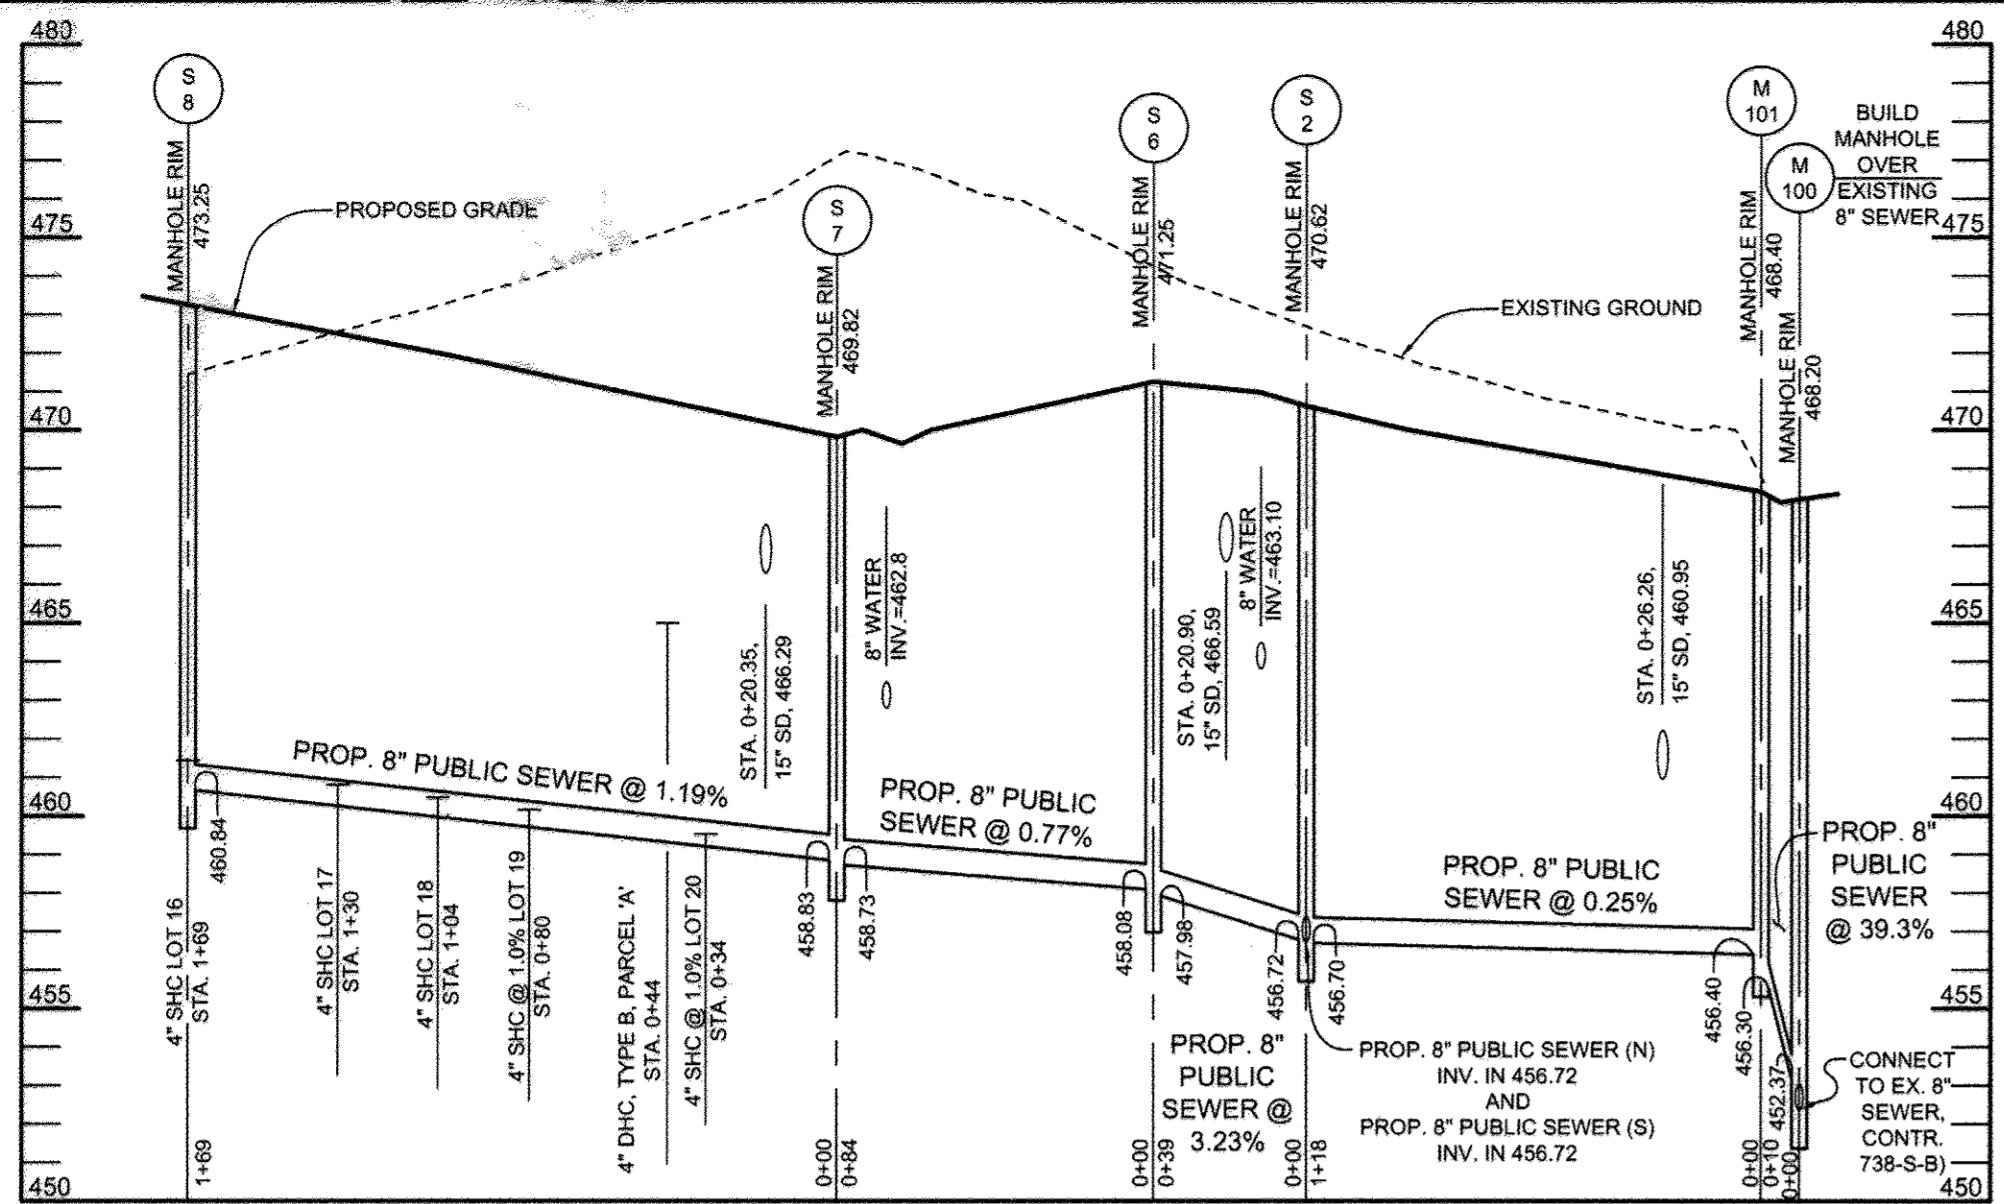 480
475
470
465
460
455
450
S
8
MANHOLE RIM
473.25
PROPOSED GRADE
S
7
MANHOLE RIM
469.82
S
6
MANHOLE RIM
471.25
S
2
MANHOLE RIM
470.62
EXISTING GROUND
M
101
MANHOLE RIM
468.40
M
100
MANHOLE RIM
468.20
BUILD
MANHOLE
OVER
EXISTING
8" SEWER
PROP. 8" PUBLIC SEWER @ 1.19%
STA. 0+20.35,
15" SD, 466.29
8" WATER
INV.=462.8
PROP. 8" PUBLIC
SEWER @ 0.77%
STA. 0+20.90,
15" SD, 466.59
8" WATER
INV.=463.10
PROP. 8" PUBLIC
SEWER @ 0.25%
STA. 0+26.26,
15" SD, 460.95
PROP. 8"
PUBLIC
SEWER
@ 39.3%
4" SHC LOT 16
STA. 1+69
460.84
4" SHC LOT 17
STA. 1+30
4" SHC LOT 18
STA. 1+04
4" SHC @ 1.0% LOT 19
STA. 0+80
4" DHC, TYPE B, PARCEL 'A'
STA. 0+44
4" SHC @ 1.0% LOT 20
STA. 0+34
458.83
458.73
458.08
457.98
PROP. 8"
PUBLIC
SEWER @
3.23%
456.72
456.70
PROP. 8" PUBLIC SEWER (N)
INV. IN 456.72
AND
PROP. 8" PUBLIC SEWER (S)
INV. IN 456.72
456.40
456.30
452.37
CONNECT
TO EX. 8"
SEWER,
CONTR.
738-S-B)
1+69
0+00
0+84
0+00
0+39
0+00
1+18
0+00
0+10
0+00
480
475
470
465
460
455
450